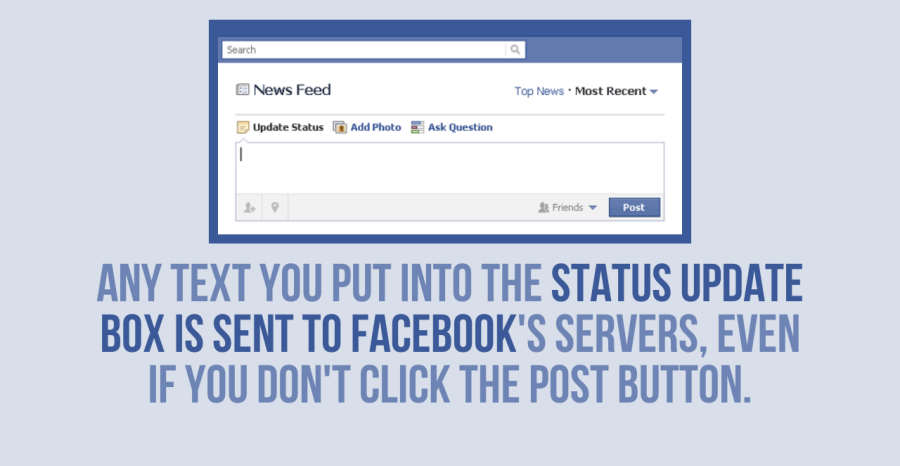 Search
News Feed
Top News · Most Recent
Update Status Add Photo Ask Question
Friends Post
ANY TEXT YOU PUT INTO THE STATUS UPDATE
BOX IS SENT TO FACEBOOK'S SERVERS, EVEN
IF YOU DON'T CLICK THE POST BUTTON.